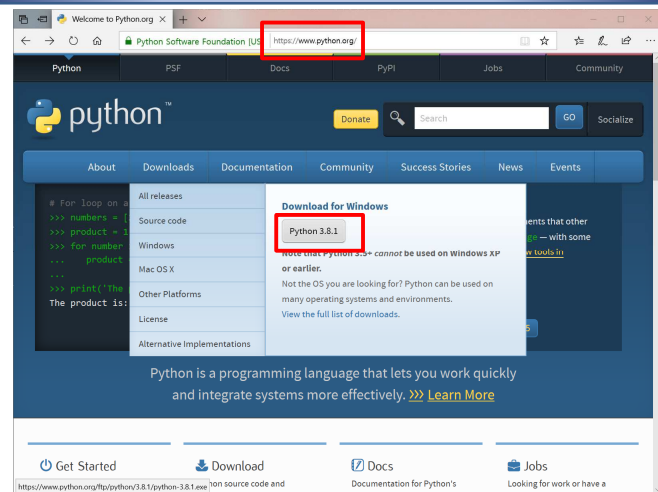 Welcome to Python.org
Python Software Foundation [US
https://www.python.org/
Python PSF Docs PyPI Jobs Community
python™
Donate Search GO Socialize
About Downloads Documentation Community Success Stories News Events
# For loop on a
>>> numbers = [
>>> product = 1
>>> for number
... product
...
>>> print('The
The product is:
All releases
Source code
Windows
Mac OS X
Other Platforms
License
Alternative Implementations
Download for Windows
Python 3.8.1
Note that Python 3.5+ cannot be used on Windows XP
or earlier.
Not the OS you are looking for? Python can be used on
many operating systems and environments.
View the full list of downloads.
ents that other
ge — with some
w tools in
5
Python is a programming language that lets you work quickly
and integrate systems more effectively. >>> Learn More
Get Started
Download
on source code and
Docs
Documentation for Python's
Jobs
Looking for work or have a
https://www.python.org/ftp/python/3.8.1/python-3.8.1.exe